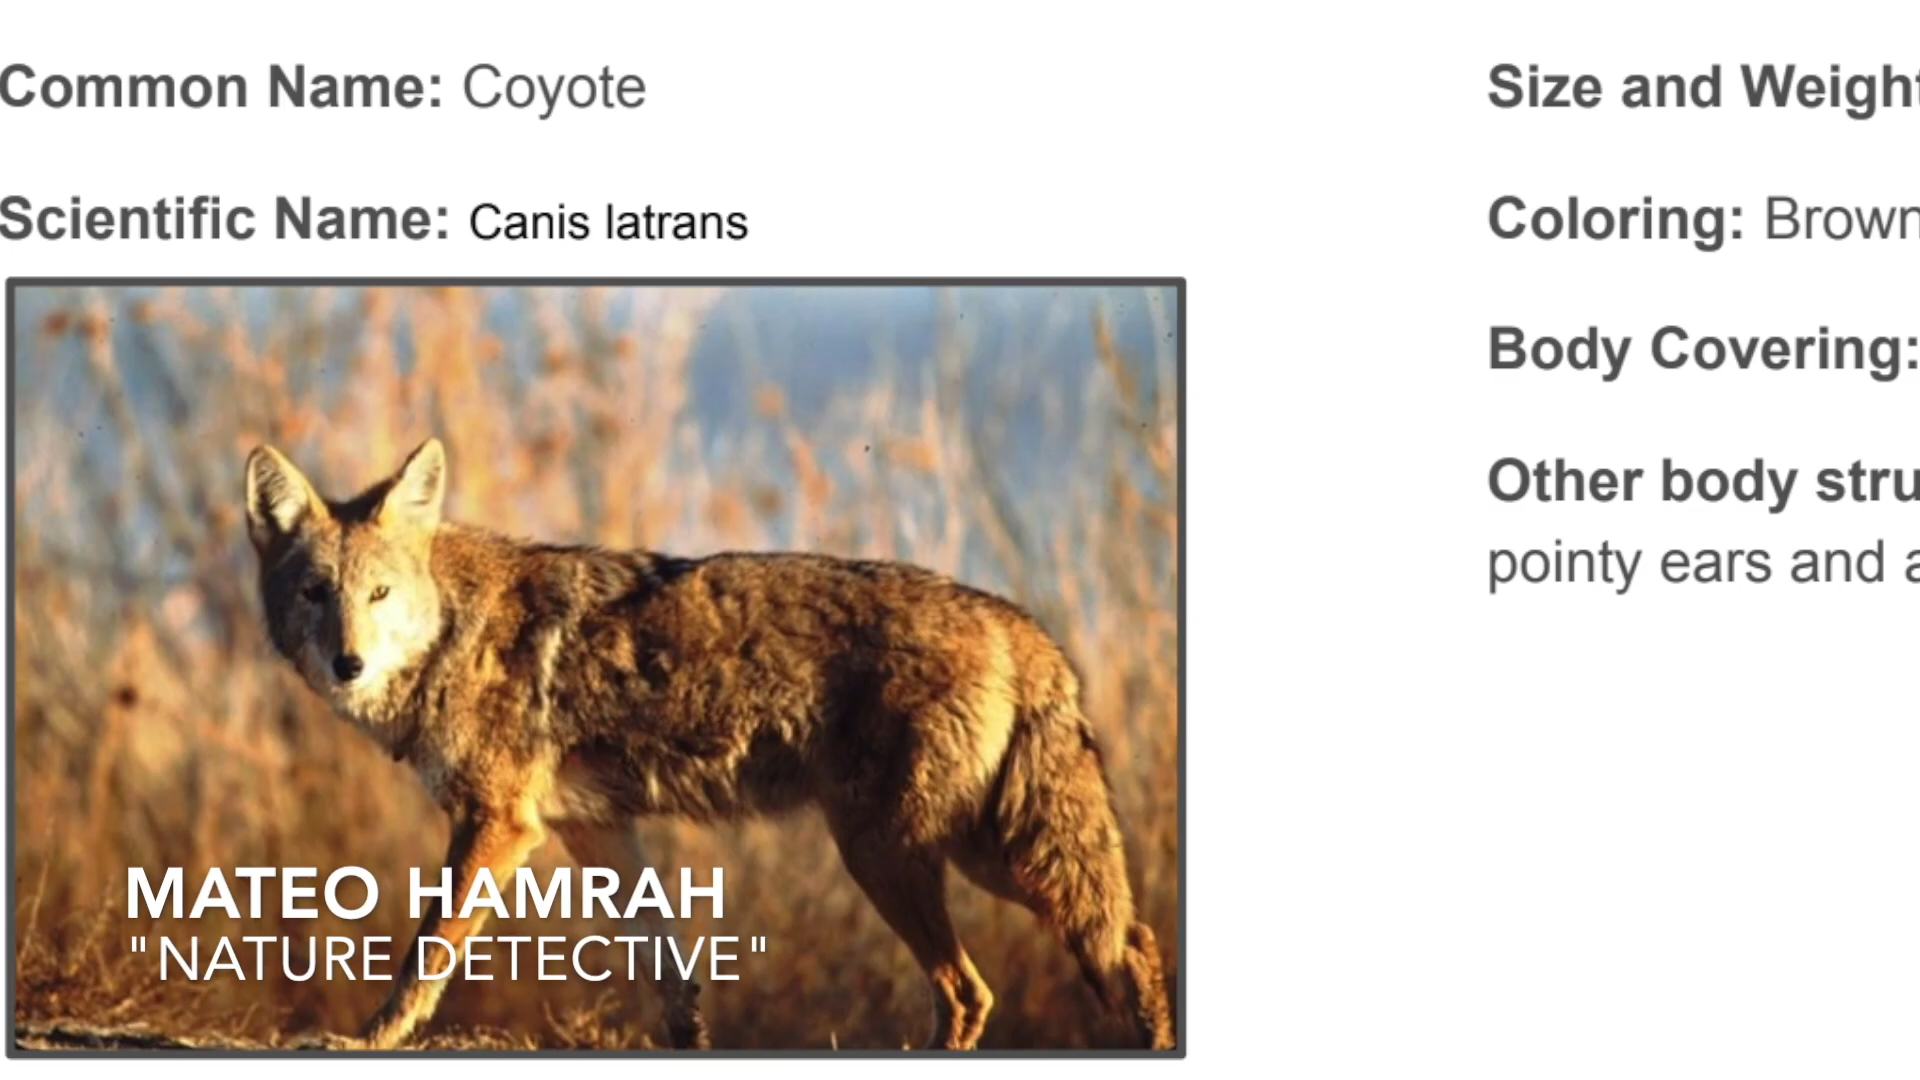 Common Name: Coyote
Scientific Name: Canis latrans
MATEO HAMRAH
"NATURE DETECTIVE"
Size and Weight
Coloring: Brown
Body Covering:
Other body stru
pointy ears and a